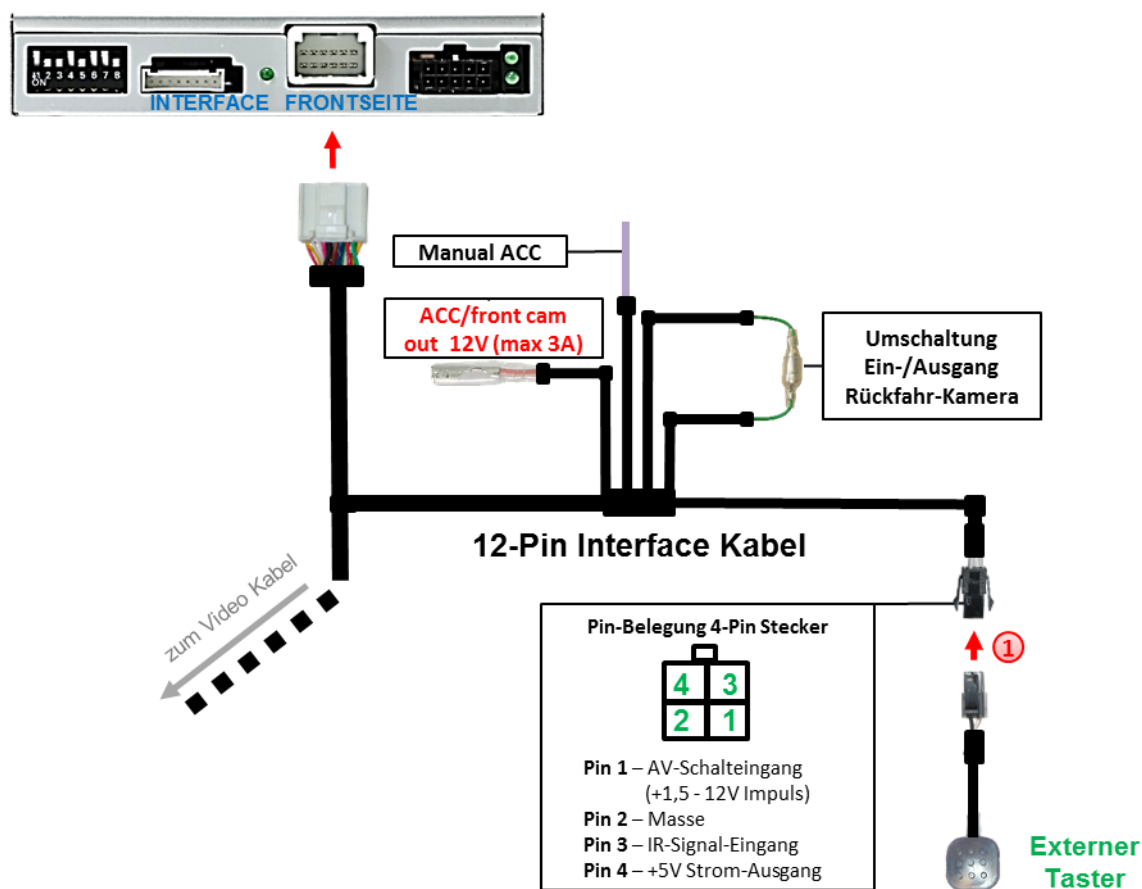 1 2 3 4 5 6 7 8
ON
INTERFACE FRONTSEITE
Manual ACC
ACC/front cam
out 12V (max 3A)
Umschaltung
Ein-/Ausgang
Rückfahr-Kamera
12-Pin Interface Kabel
zum Video Kabel
Pin-Belegung 4-Pin Stecker
4 3
2 1
Pin 1 – AV-Schalteingang
(+1,5 - 12V Impuls)
Pin 2 – Masse
Pin 3 – IR-Signal-Eingang
Pin 4 – +5V Strom-Ausgang
1
Externer
Taster